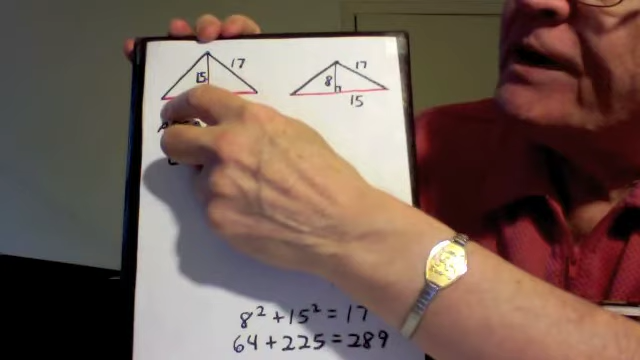 17
15
17
8
15
8² + 15² = 17
64 + 225 = 289